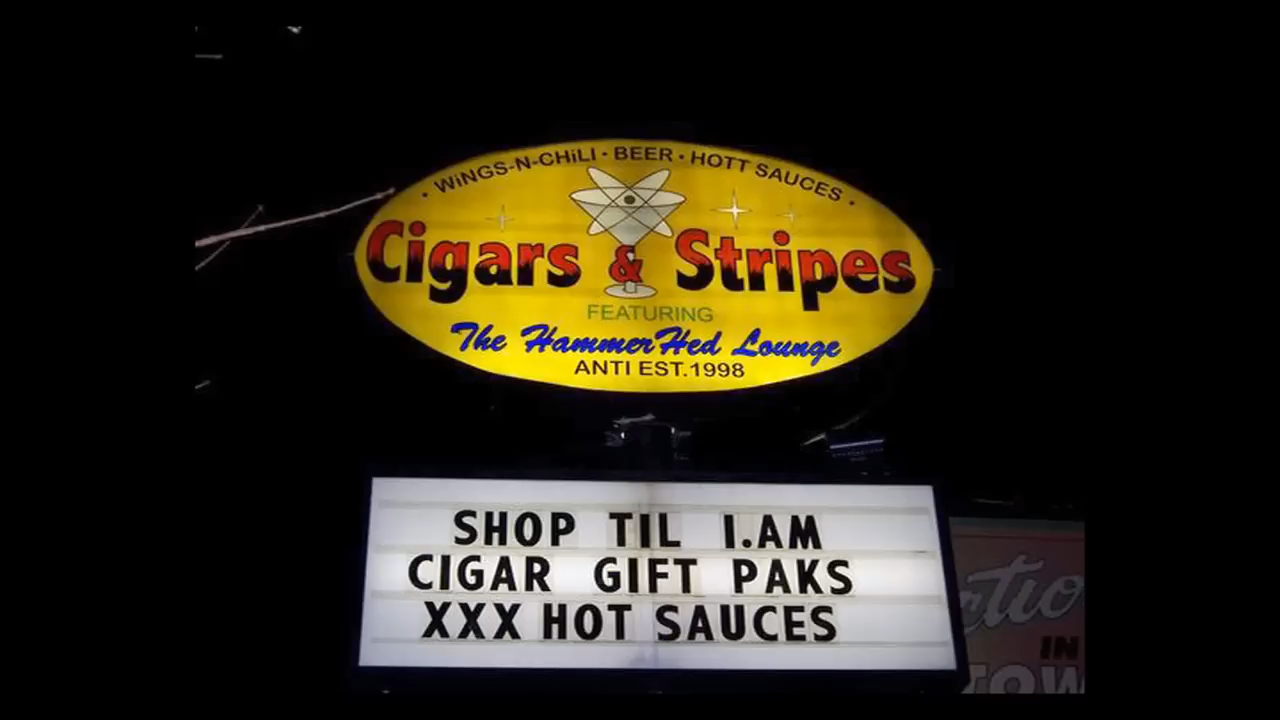 · WiNGS-N-CHiLI · BEER · HOTT SAUCES ·
Cigars & Stripes
FEATURING
The HammerHed Lounge
ANTI EST.1998
SHOP TIL I.AM
CIGAR GIFT PAKS
XXX HOT SAUCES
IN